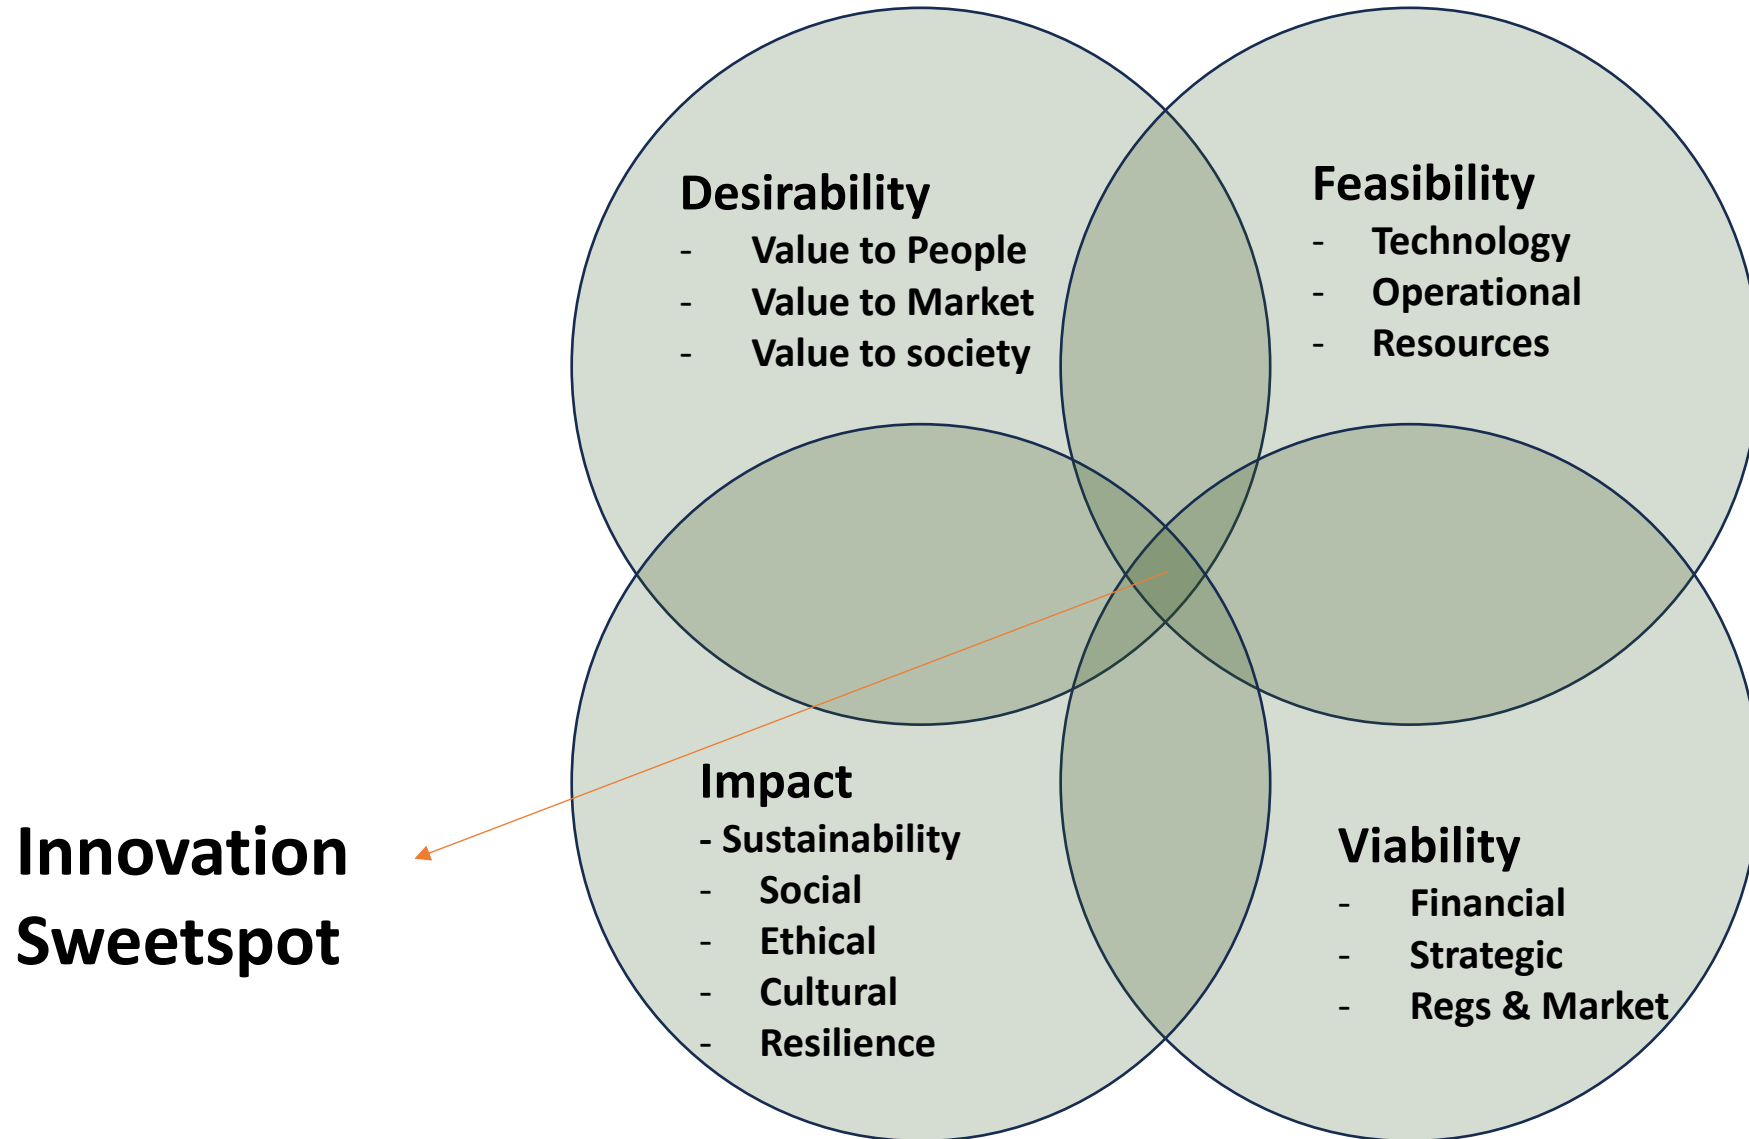 Desirability
- Value to People
- Value to Market
- Value to society
Feasibility
- Technology
- Operational
- Resources
Impact
- Sustainability
- Social
- Ethical
- Cultural
- Resilience
Viability
- Financial
- Strategic
- Regs & Market
Innovation
Sweetspot